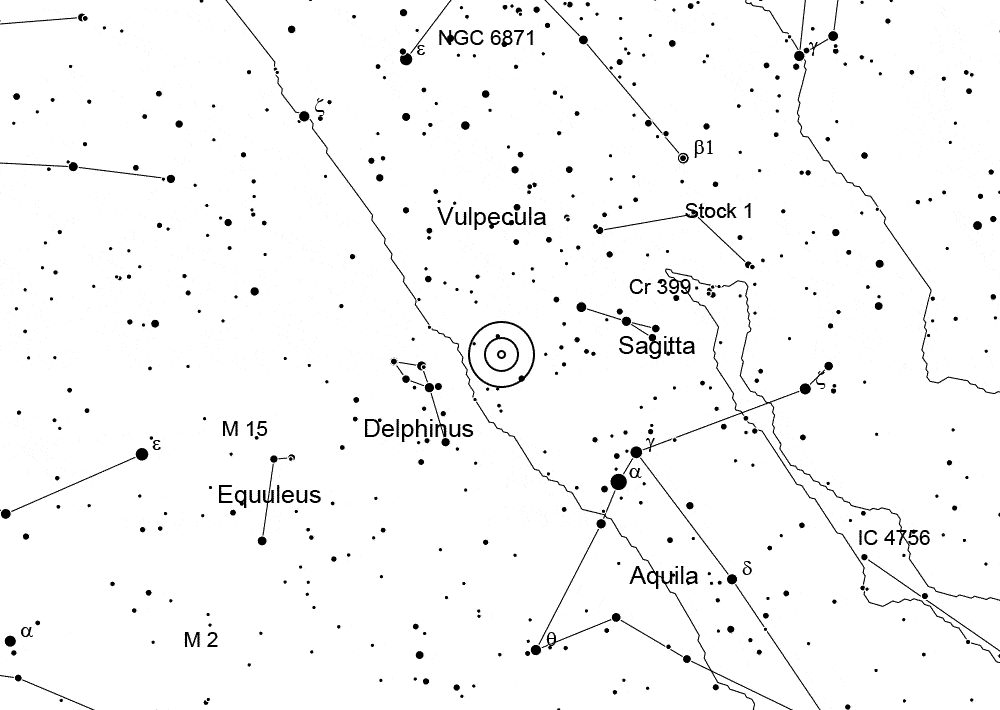 ε NGC 6871
γ
ζ
β1
Vulpecula
Stock 1
Cr 399
Sagitta
ζ
M 15
Delphinus
ε
γ
α
Equuleus
IC 4756
Aquila
δ
α
M 2
θ